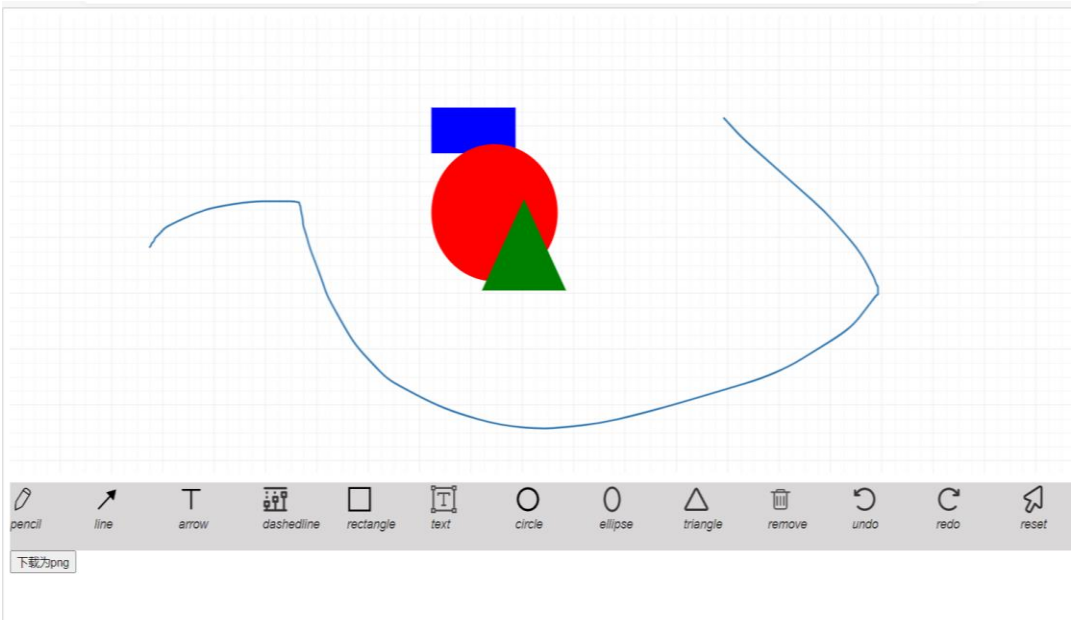 pencil line arrow dashedline rectangle text circle ellipse triangle remove undo redo reset
下载为png